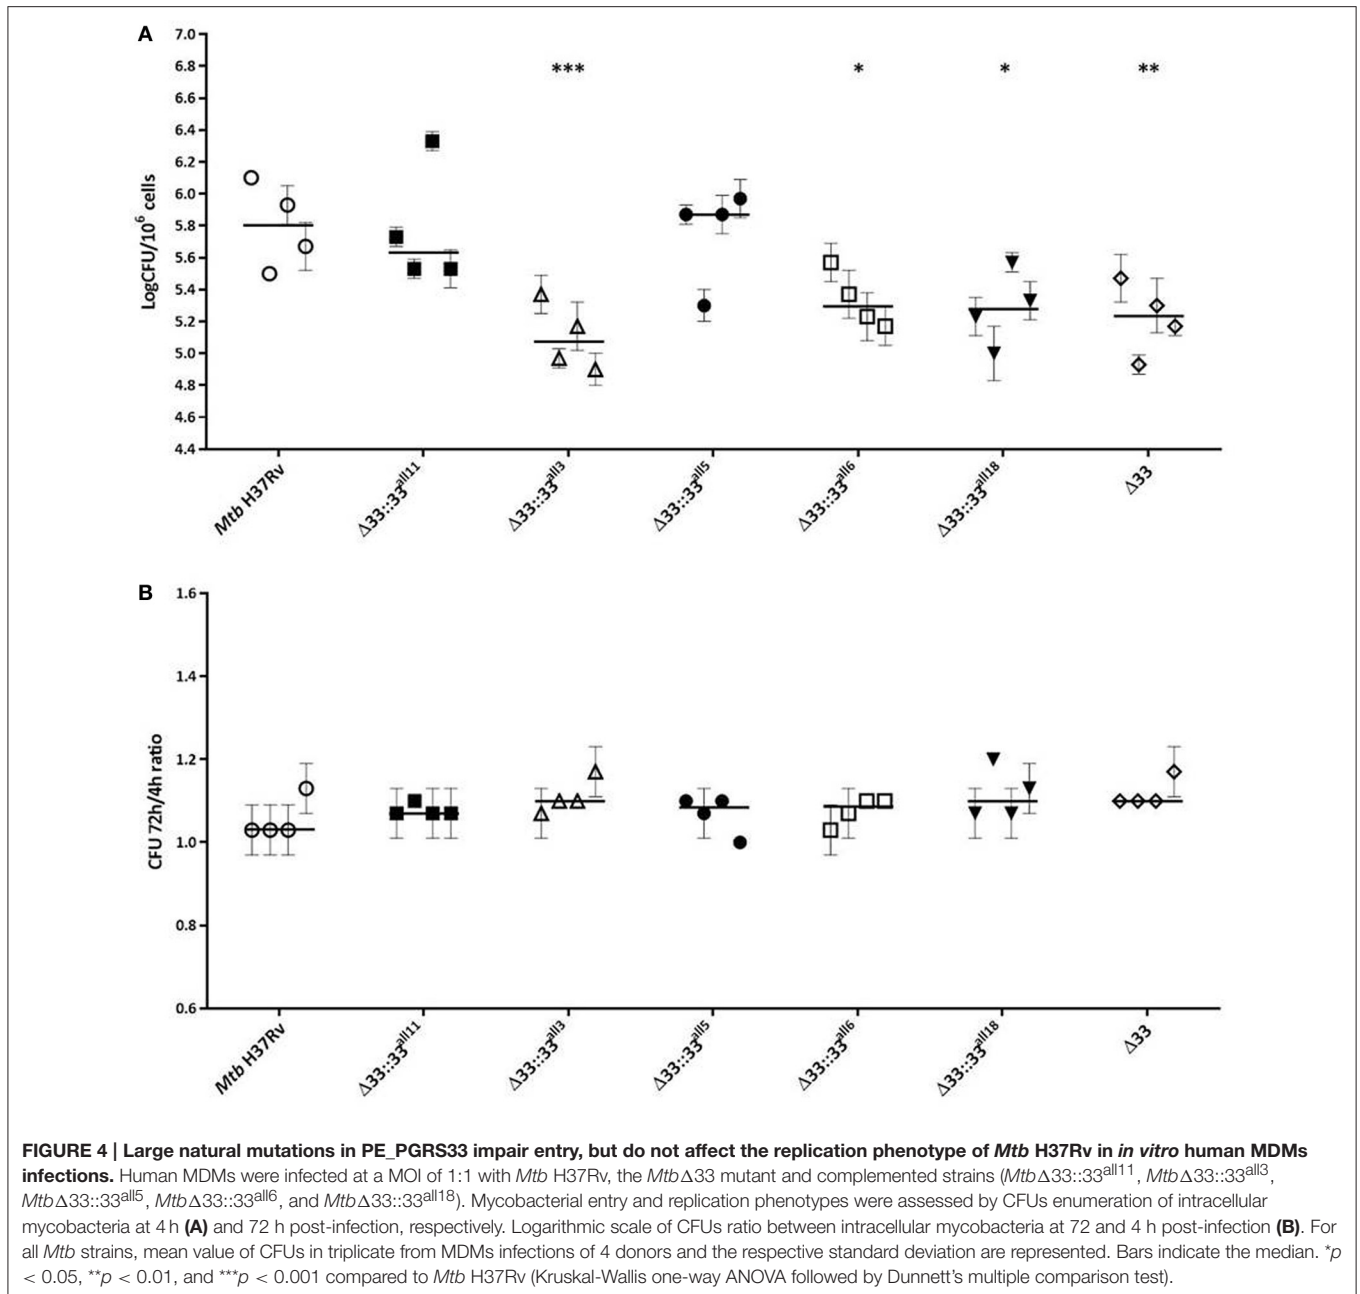 A
7.0
6.8
6.6
6.4
6.2
6.0
5.8
5.6
5.4
5.2
5.0
4.8
4.6
4.4
LogCFU/10⁶ cells
*** * * **
Mtb H37Rv
Δ33::33ᵃˡˡ¹¹
Δ33::33ᵃˡˡ³
Δ33::33ᵃˡˡ⁵
Δ33::33ᵃˡˡ⁶
Δ33::33ᵃˡˡ¹⁸
Δ33
B
1.6
1.4
1.2
1.0
0.8
0.6
CFU 72h/4h ratio
Mtb H37Rv
Δ33::33ᵃˡˡ¹¹
Δ33::33ᵃˡˡ³
Δ33::33ᵃˡˡ⁵
Δ33::33ᵃˡˡ⁶
Δ33::33ᵃˡˡ¹⁸
Δ33
FIGURE 4 | Large natural mutations in PE_PGRS33 impair entry, but do not affect the replication phenotype of Mtb H37Rv in in vitro human MDMs
infections. Human MDMs were infected at a MOI of 1:1 with Mtb H37Rv, the MtbΔ33 mutant and complemented strains (MtbΔ33::33ᵃˡˡ¹¹, MtbΔ33::33ᵃˡˡ³,
MtbΔ33::33ᵃˡˡ⁵, MtbΔ33::33ᵃˡˡ⁶, and MtbΔ33::33ᵃˡˡ¹⁸). Mycobacterial entry and replication phenotypes were assessed by CFUs enumeration of intracellular
mycobacteria at 4 h (A) and 72 h post-infection, respectively. Logarithmic scale of CFUs ratio between intracellular mycobacteria at 72 and 4 h post-infection (B). For
all Mtb strains, mean value of CFUs in triplicate from MDMs infections of 4 donors and the respective standard deviation are represented. Bars indicate the median. *p
< 0.05, **p < 0.01, and ***p < 0.001 compared to Mtb H37Rv (Kruskal-Wallis one-way ANOVA followed by Dunnett's multiple comparison test).